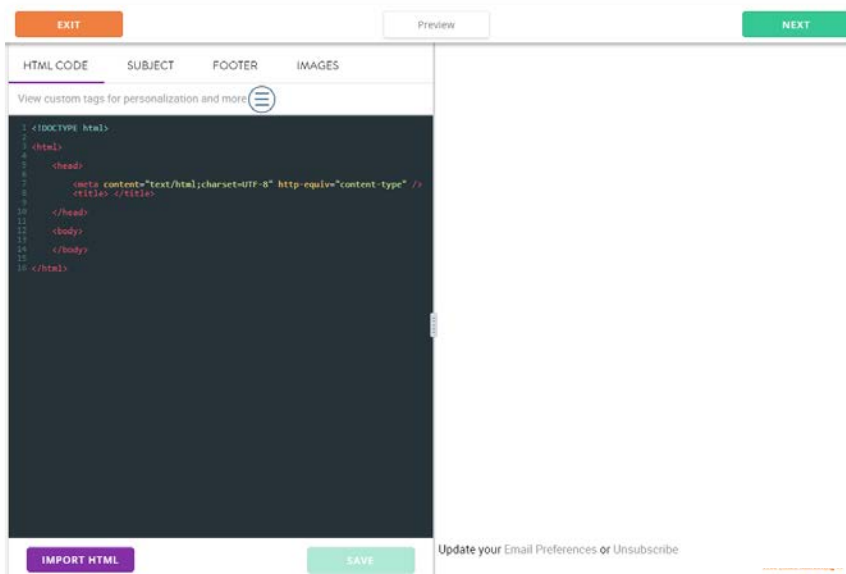 EXIT
Preview
NEXT
HTML CODE SUBJECT FOOTER IMAGES
View custom tags for personalization and more
1 <!DOCTYPE html>
2
3 <html>
4
5 <head>
6
7 <meta content="text/html;charset=UTF-8" http-equiv="content-type" />
8 <title> </title>
9
10 </head>
11
12 <body>
13
14 </body>
15
16 </html>
IMPORT HTML
SAVE
Update your Email Preferences or Unsubscribe